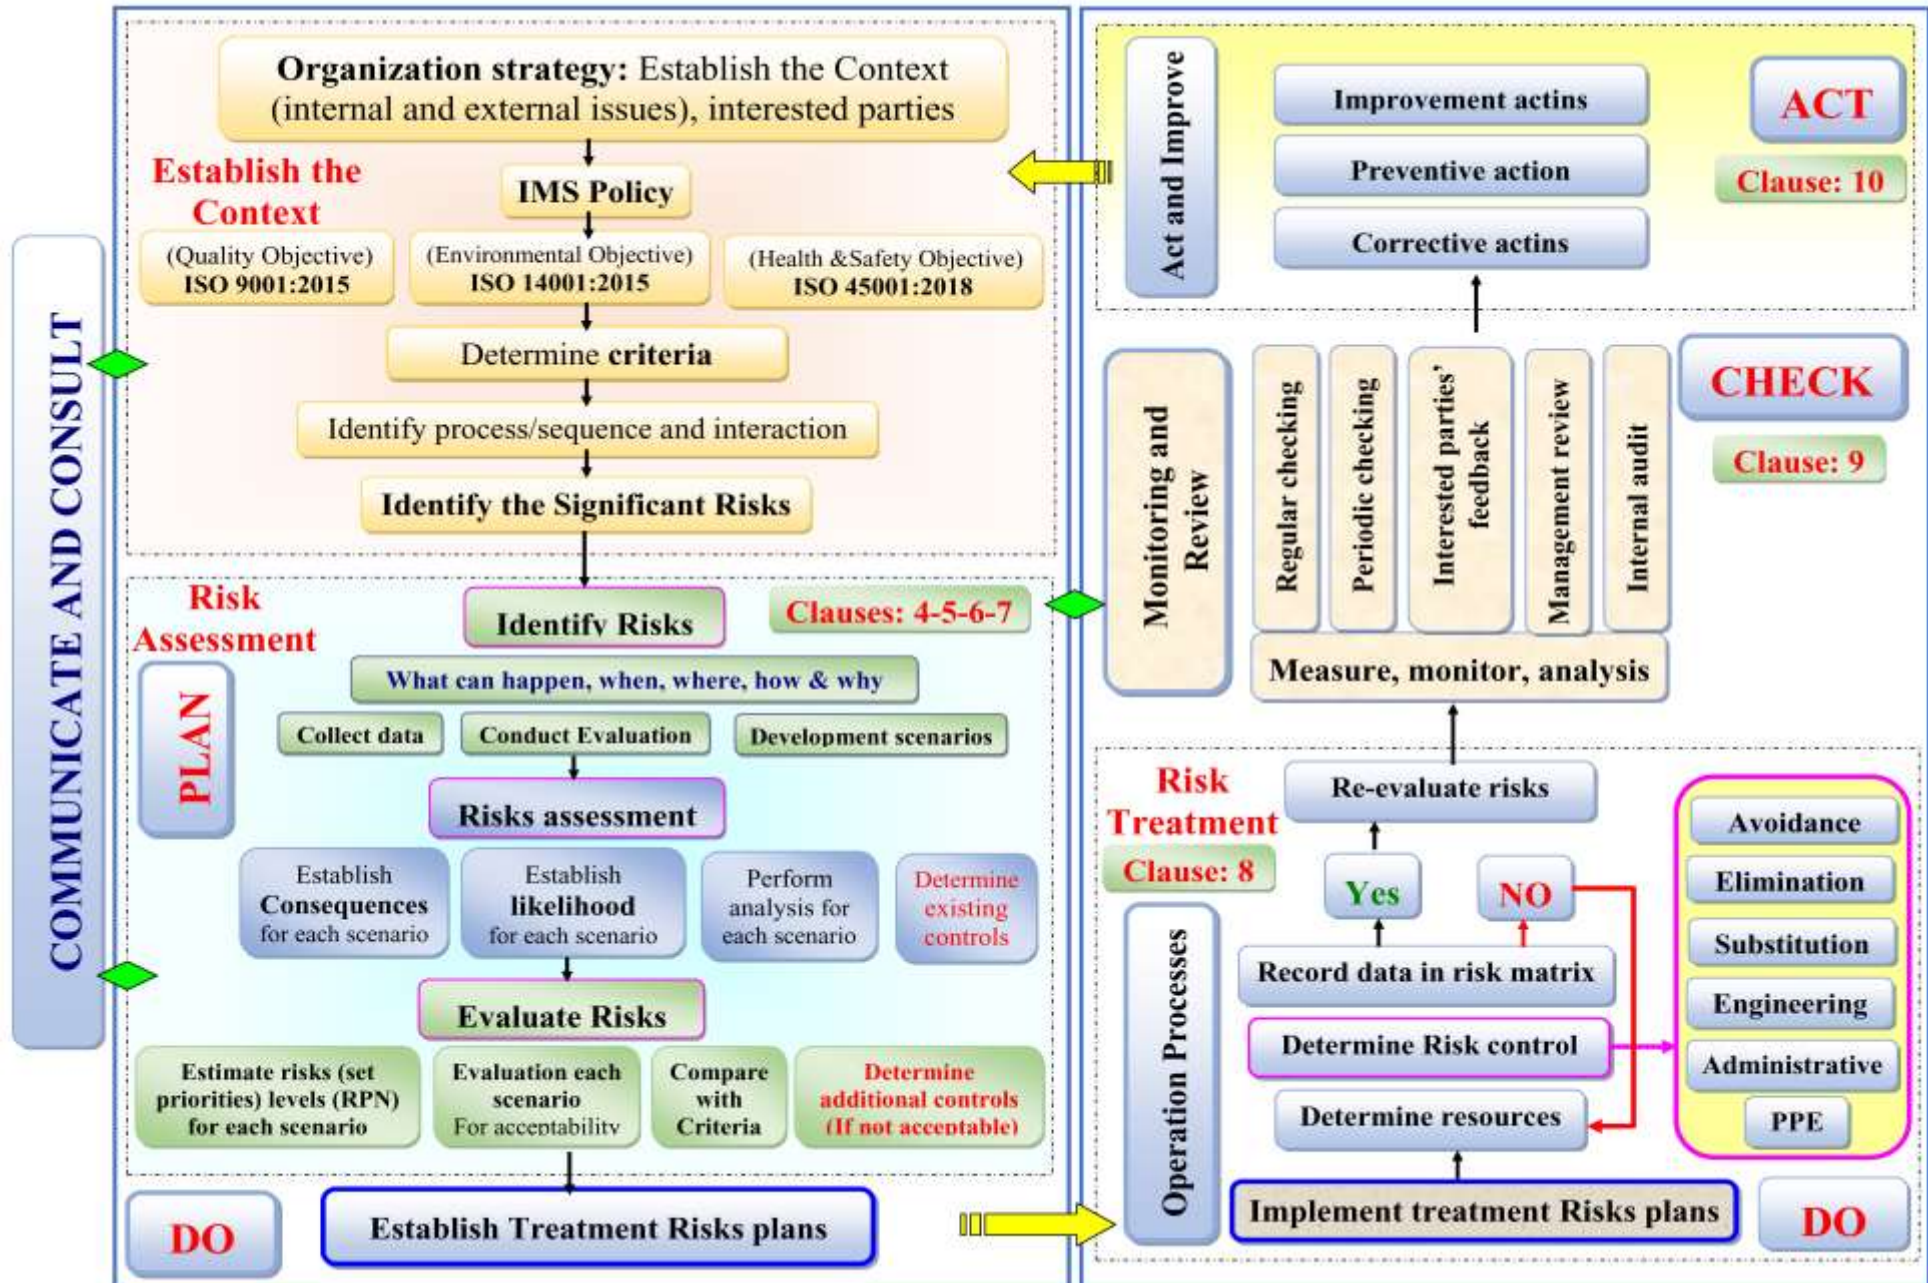 COMMUNICATE AND CONSULT
Organization strategy: Establish the Context
(internal and external issues), interested parties
Establish the
Context
IMS Policy
(Quality Objective)
ISO 9001:2015
(Environmental Objective)
ISO 14001:2015
(Health &Safety Objective)
ISO 45001:2018
Determine criteria
Identify process/sequence and interaction
Identify the Significant Risks
Risk
Assessment
PLAN
Identify Risks
Clauses: 4-5-6-7
What can happen, when, where, how & why
Collect data
Conduct Evaluation
Development scenarios
Risks assessment
Establish
Consequences
for each scenario
Establish
likelihood
for each scenario
Perform
analysis for
each scenario
Determine
existing
controls
Evaluate Risks
Estimate risks (set
priorities) levels (RPN)
for each scenario
Evaluation each
scenario
For acceptability
Compare
with
Criteria
Determine
additional controls
(If not acceptable)
DO
Establish Treatment Risks plans
Act and Improve
Improvement actins
Preventive action
Corrective actins
ACT
Clause: 10
Monitoring and
Review
Regular checking
Periodic checking
Interested parties’
feedback
Management review
Internal audit
CHECK
Clause: 9
Measure, monitor, analysis
Risk
Treatment
Clause: 8
Operation Processes
Re-evaluate risks
Yes
NO
Record data in risk matrix
Determine Risk control
Determine resources
Implement treatment Risks plans
Avoidance
Elimination
Substitution
Engineering
Administrative
PPE
DO